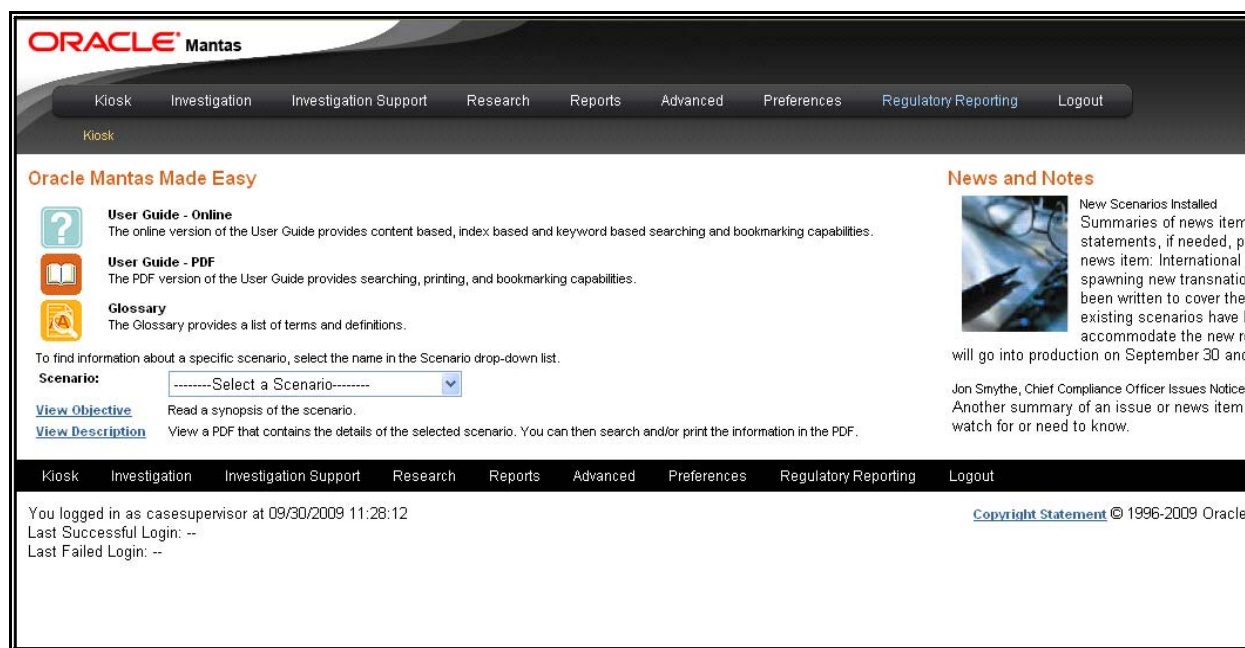 ORACLE Mantas
Kiosk Investigation Investigation Support Research Reports Advanced Preferences Regulatory Reporting Logout
Kiosk
Oracle Mantas Made Easy
User Guide - Online
The online version of the User Guide provides content based, index based and keyword based searching and bookmarking capabilities.
User Guide - PDF
The PDF version of the User Guide provides searching, printing, and bookmarking capabilities.
Glossary
The Glossary provides a list of terms and definitions.
To find information about a specific scenario, select the name in the Scenario drop-down list.
Scenario: --------Select a Scenario--------
View Objective Read a synopsis of the scenario.
View Description View a PDF that contains the details of the selected scenario. You can then search and/or print the information in the PDF.
News and Notes
New Scenarios Installed
Summaries of news item
statements, if needed, p
news item: International
spawning new transnatio
been written to cover the
existing scenarios have
accommodate the new r
will go into production on September 30 and
Jon Smythe, Chief Compliance Officer Issues Notice
Another summary of an issue or news item
watch for or need to know.
Kiosk Investigation Investigation Support Research Reports Advanced Preferences Regulatory Reporting Logout
You logged in as casesupervisor at 09/30/2009 11:28:12
Last Successful Login: --
Last Failed Login: --
Copyright Statement © 1996-2009 Oracle